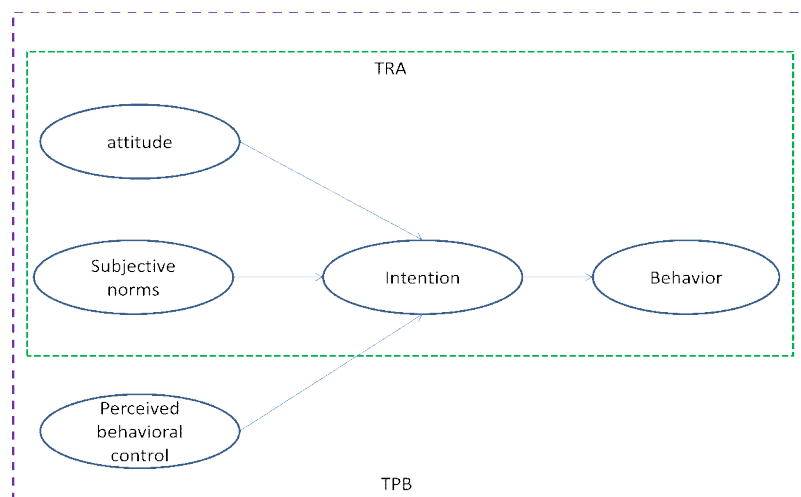 TRA
attitude
Subjective
norms
Intention
Behavior
Perceived
behavioral
control
TPB